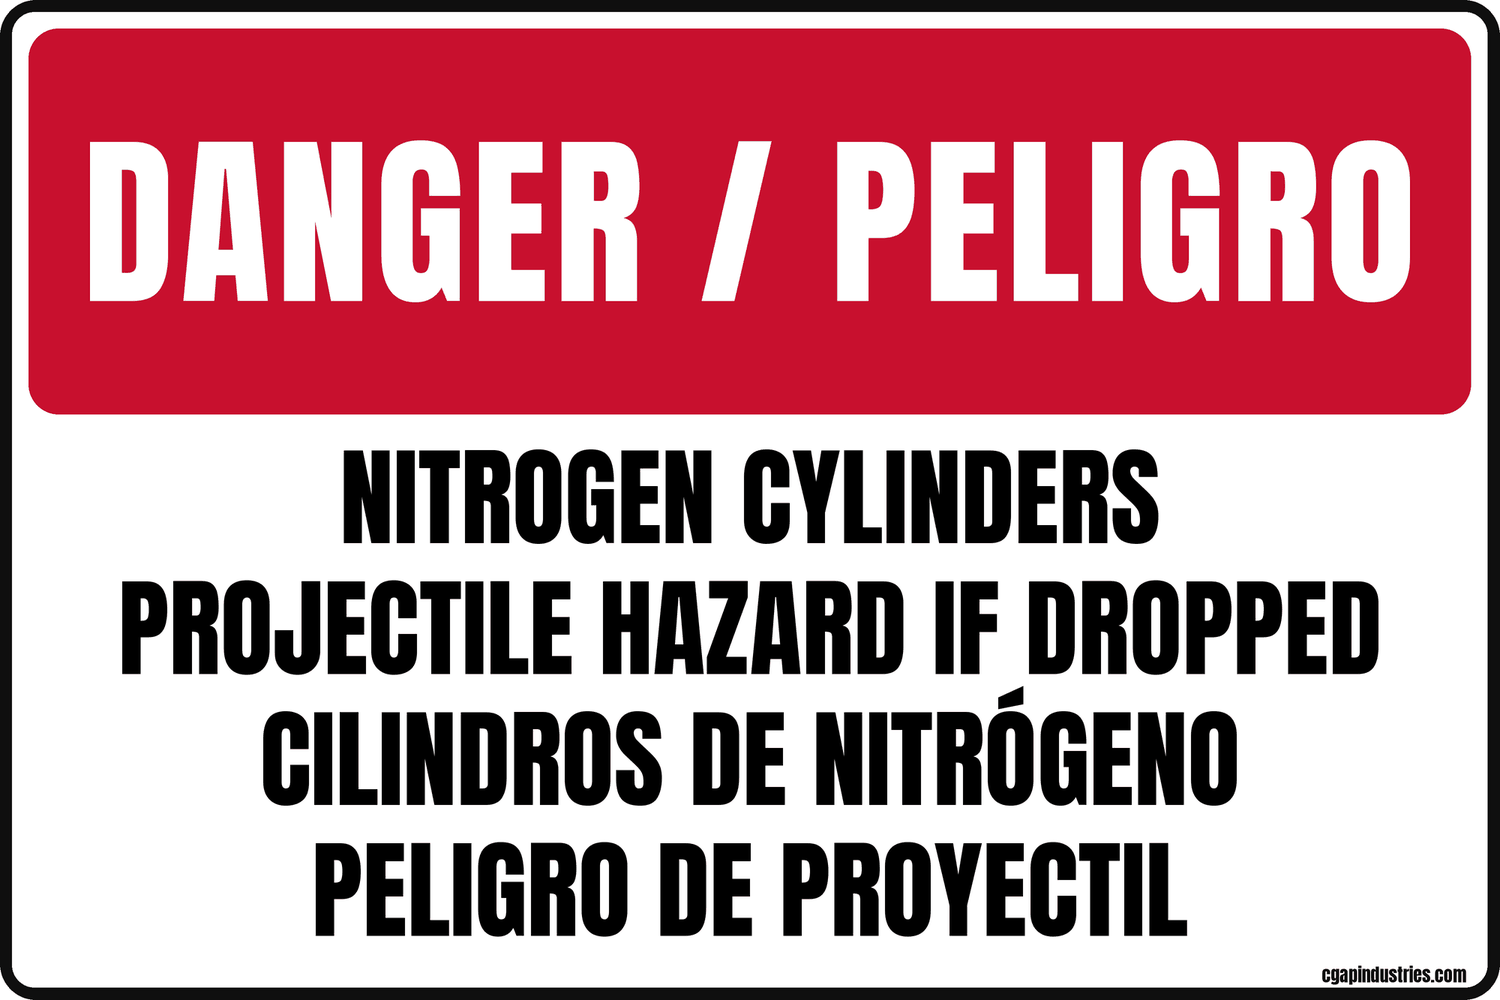 DANGER / PELIGRO
NITROGEN CYLINDERS
PROJECTILE HAZARD IF DROPPED
CILINDROS DE NITRÓGENO
PELIGRO DE PROYECTIL
cgapindustries.com